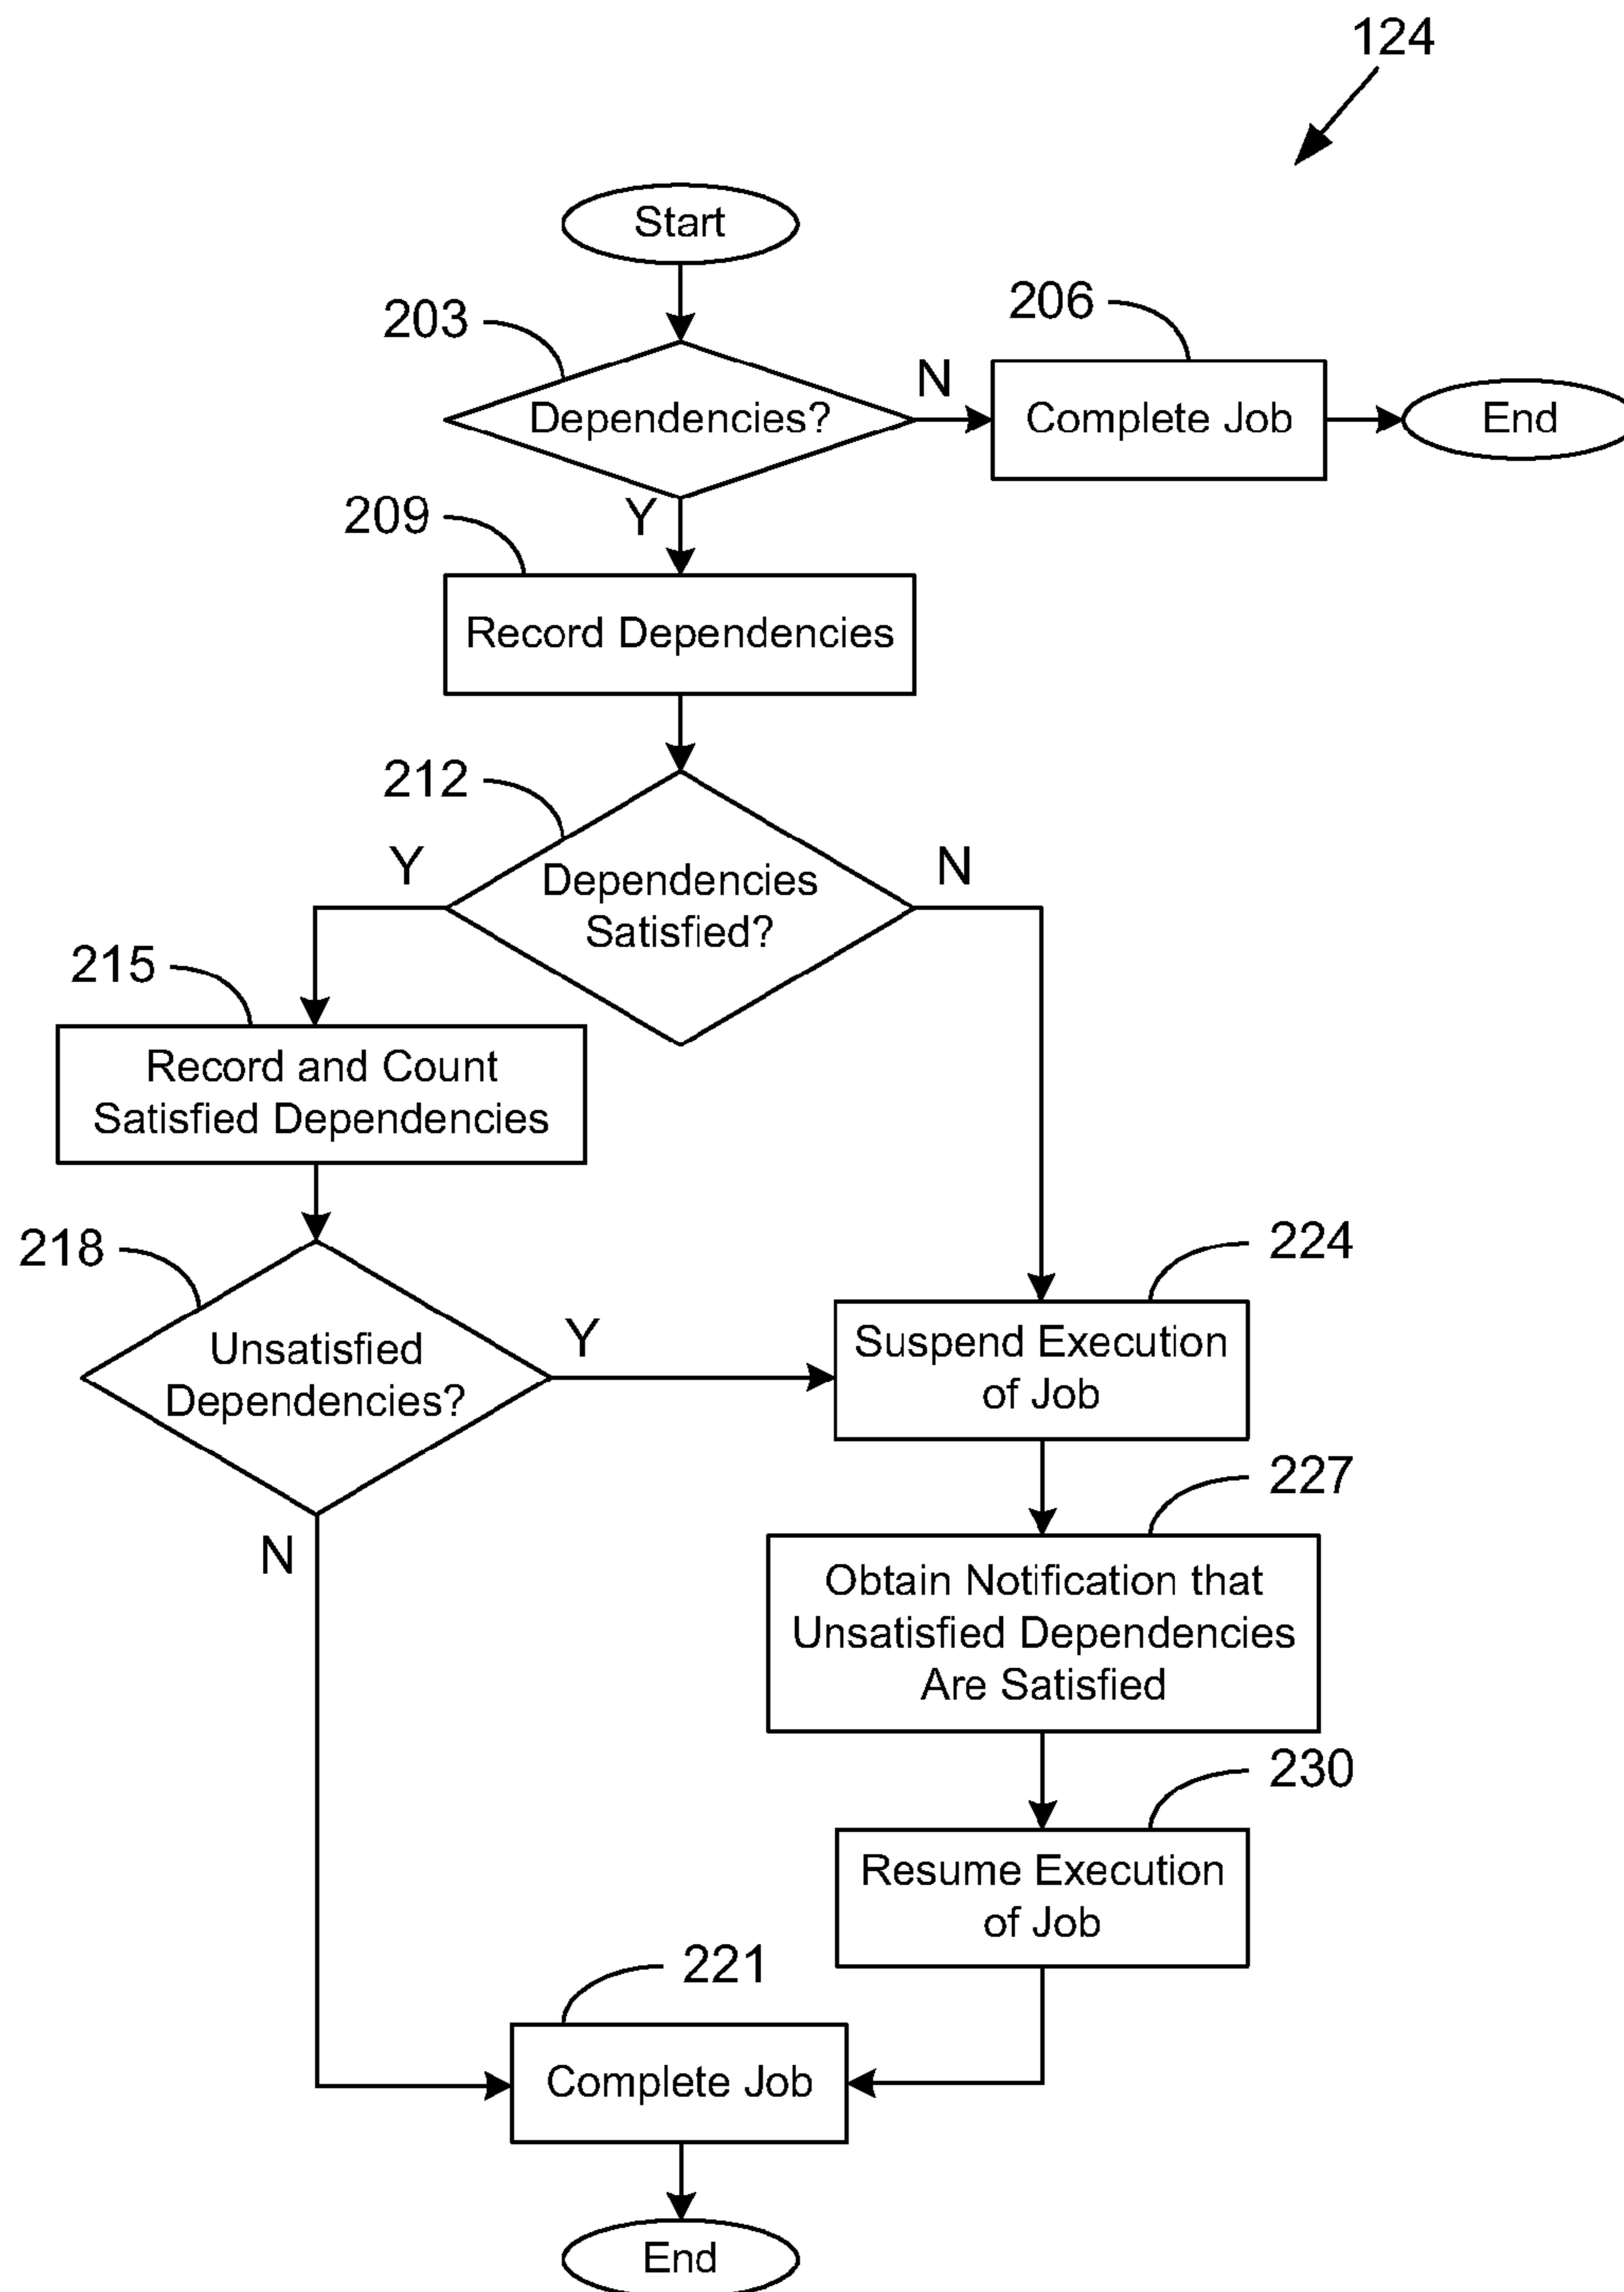 124
Start
203
Dependencies?
N
206
Complete Job
End
Y
209
Record Dependencies
212
Y
Dependencies
Satisfied?
N
215
Record and Count
Satisfied Dependencies
218
Unsatisfied
Dependencies?
Y
N
224
Suspend Execution
of Job
227
Obtain Notification that
Unsatisfied Dependencies
Are Satisfied
230
Resume Execution
of Job
221
Complete Job
End